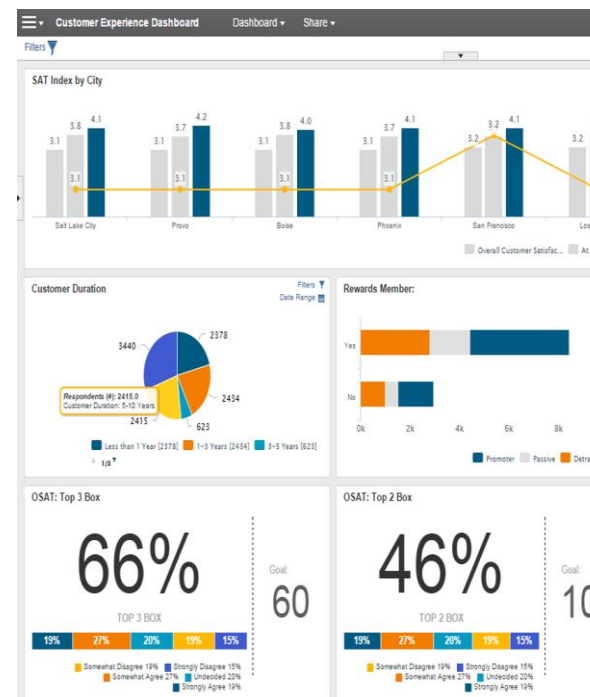 Customer Experience Dashboard Dashboard Share
Filters
SAT Index by City
3.1 3.8 4.1 3.1 3.7 4.2 3.1 3.8 4.0 3.1 3.7 4.1 3.2 3.2 4.1 3.2
3.1 3.1 3.1 3.1
Salt Lake City Provo Boise Phoenix San Francisco Los
Overall Customer Satisfac... At
Customer Duration
Filters
Date Range
2378
3440
2434
Respondents (#): 2415.0
Customer Duration: 5-10 Years
2415
623
Less than 1 Year [2378] 1-3 Years [2434] 3-5 Years [623]
1/3
Rewards Member:
Yes
No
0k 2k 4k 6k 8k
Promoter Passive Detra
OSAT: Top 3 Box
66%
TOP 3 BOX
Goal:
60
19% 27% 20% 19% 15%
Somewhat Disagree 19% Strongly Disagree 15%
Somewhat Agree 27% Undecided 20%
Strongly Agree 19%
OSAT: Top 2 Box
46%
TOP 2 BOX
Goal:
10
19% 27% 20% 19% 15%
Somewhat Disagree 19% Strongly Disagree 15%
Somewhat Agree 27% Undecided 20%
Strongly Agree 19%